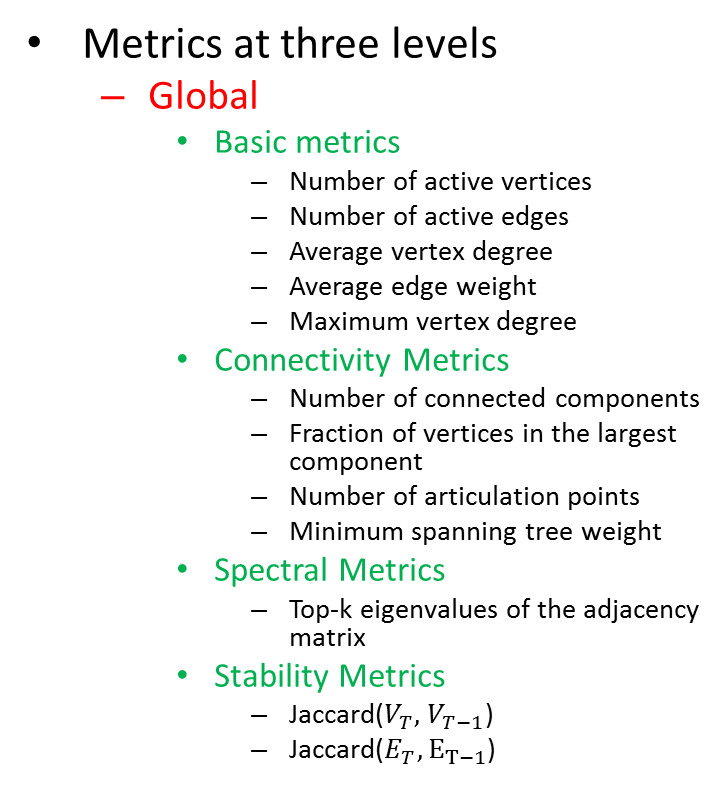 • Metrics at three levels
– Global
• Basic metrics
– Number of active vertices
– Number of active edges
– Average vertex degree
– Average edge weight
– Maximum vertex degree
• Connectivity Metrics
– Number of connected components
– Fraction of vertices in the largest
component
– Number of articulation points
– Minimum spanning tree weight
• Spectral Metrics
– Top-k eigenvalues of the adjacency
matrix
• Stability Metrics
– Jaccard(𝑉_𝑇, 𝑉_{𝑇−1})
– Jaccard(𝐸_𝑇, E_{T−1})